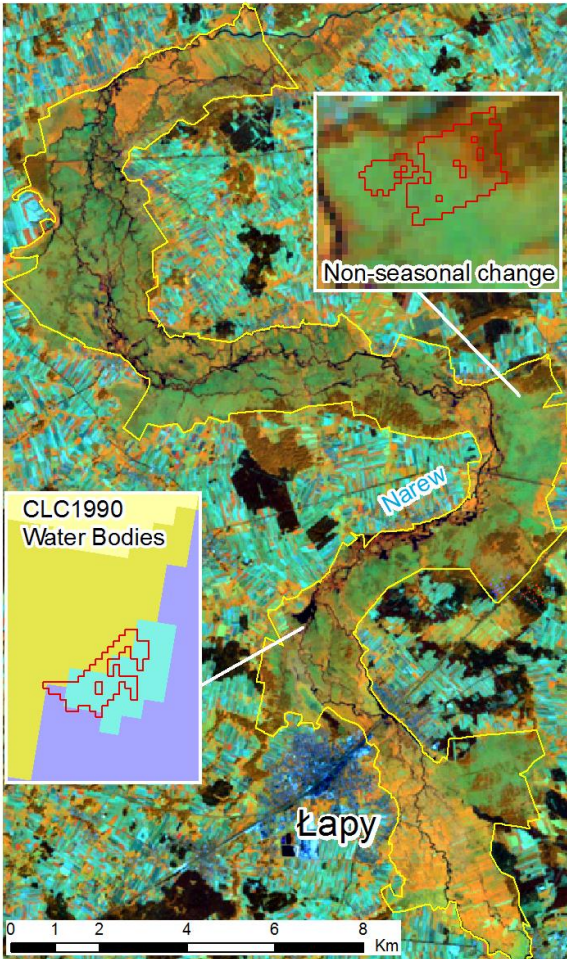 Non-seasonal change
Narew
CLC1990
Water Bodies
Łapy
0 1 2 4 6 8
Km